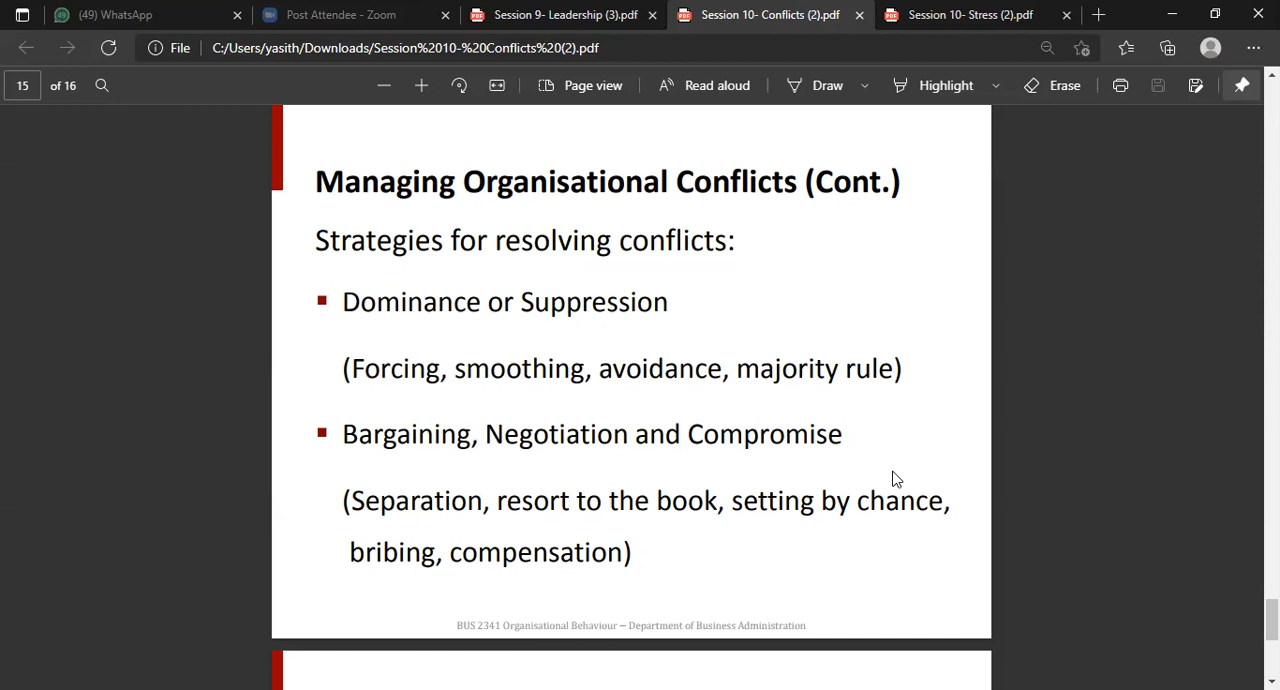 (49) WhatsApp
Post Attendee - Zoom
Session 9- Leadership (3).pdf
Session 10- Conflicts (2).pdf
Session 10- Stress (2).pdf
File
C:/Users/yasith/Downloads/Session%2010-%20Conflicts%20(2).pdf
15 of 16
Page view
Read aloud
Draw
Highlight
Erase
Managing Organisational Conflicts (Cont.)
Strategies for resolving conflicts:
▪ Dominance or Suppression
(Forcing, smoothing, avoidance, majority rule)
▪ Bargaining, Negotiation and Compromise
(Separation, resort to the book, setting by chance,
bribing, compensation)
BUS 2341 Organisational Behaviour – Department of Business Administration